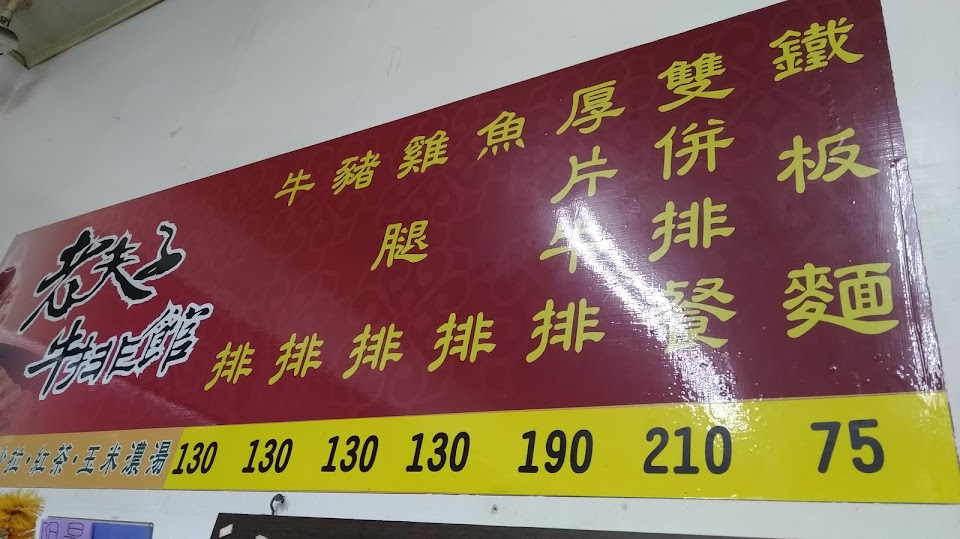 老夫子
牛排館
牛排
豬排
雞腿排
魚排
厚片牛排
雙併排餐
鐵板麵
拉·紅茶·玉米濃湯
130 130 130 130 190 210 75